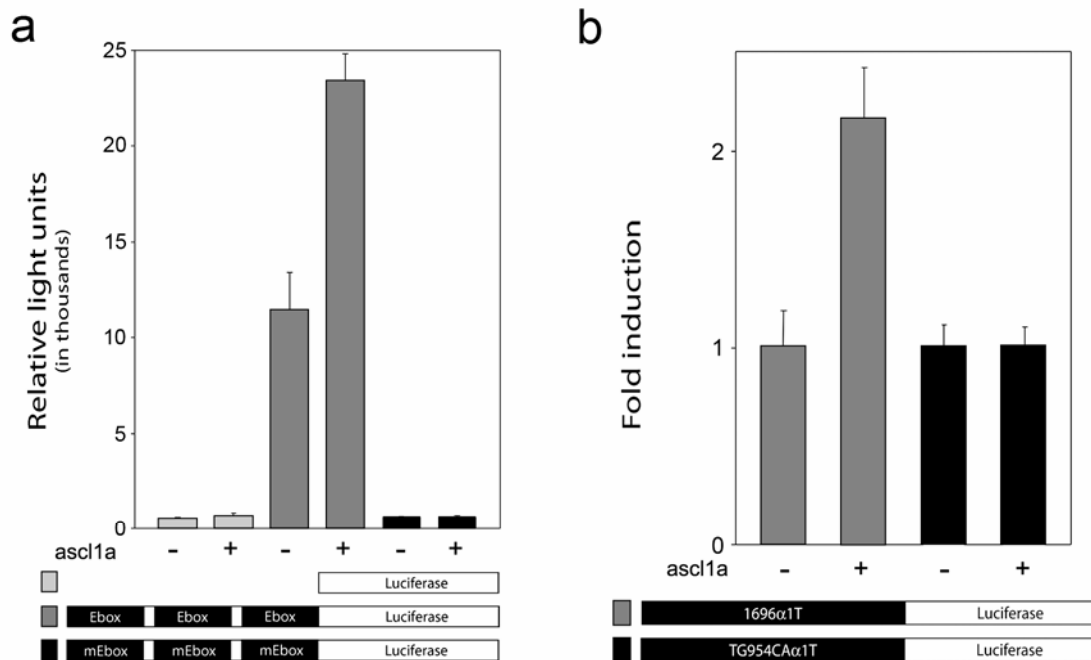 a
Relative light units
(in thousands)
25
20
15
10
5
0
ascl1a - + - + - +
Luciferase
Ebox Ebox Ebox Luciferase
mEbox mEbox mEbox Luciferase
b
Fold induction
2
1
0
ascl1a - + - +
1696α1T Luciferase
TG954CAα1T Luciferase